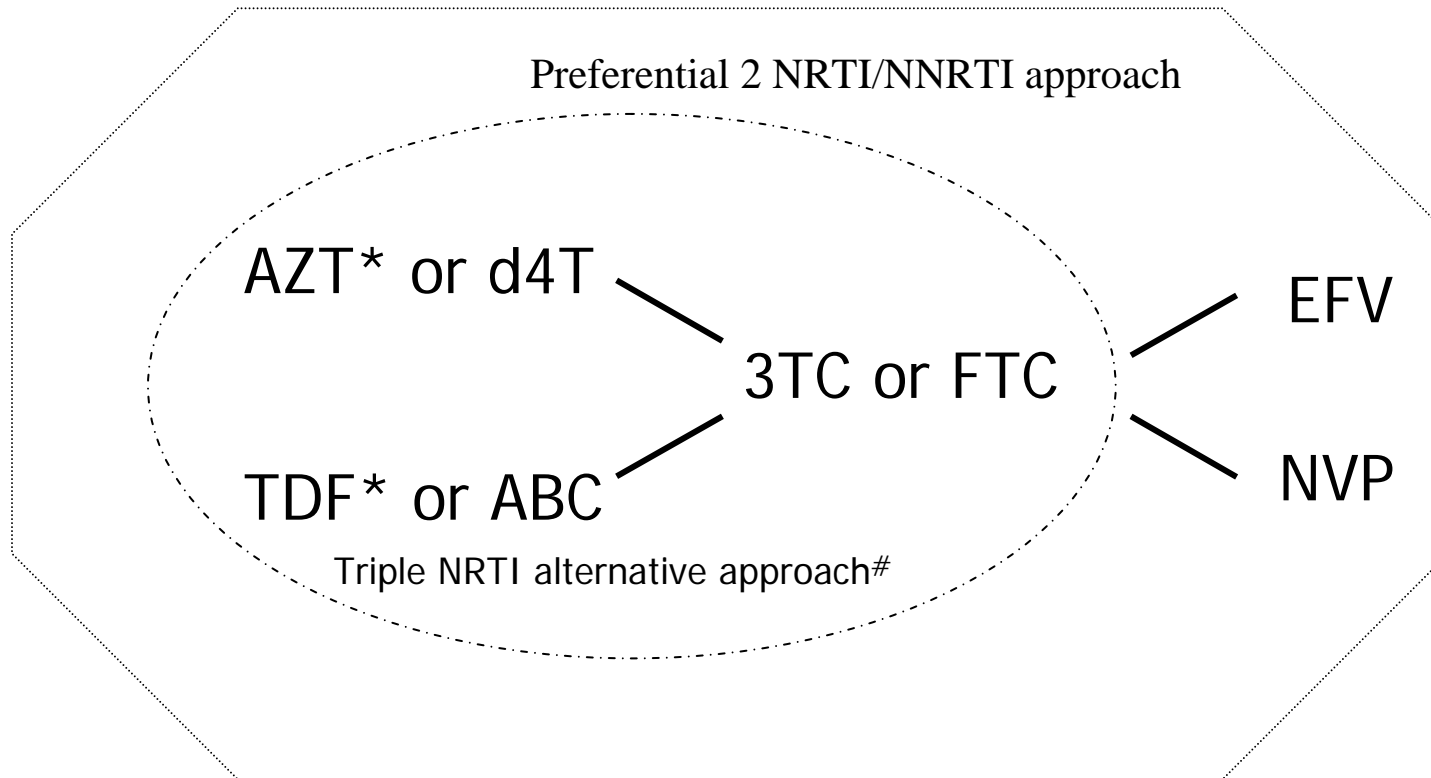 Preferential 2 NRTI/NNRTI approach
AZT* or d4T
EFV
3TC or FTC
TDF* or ABC
NVP
Triple NRTI alternative approach#